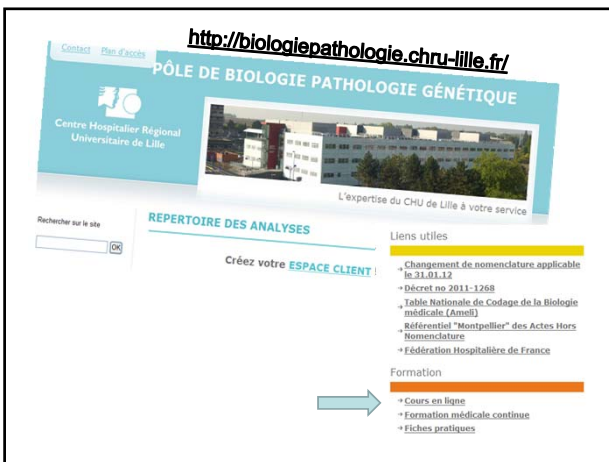 http://biologiepathologie.chru-lille.fr/
Contact Plan d'accès
PÔLE DE BIOLOGIE PATHOLOGIE GÉNÉTIQUE
Centre Hospitalier Régional
Universitaire de Lille
L'expertise du CHU de Lille à votre service
Rechercher sur le site
OK
REPERTOIRE DES ANALYSES
Créez votre ESPACE CLIENT !
Liens utiles
Changement de nomenclature applicable
le 31.01.12
Décret no 2011-1268
Table Nationale de Codage de la Biologie
médicale (Ameli)
Référentiel "Montpellier" des Actes Hors
Nomenclature
Fédération Hospitalière de France
Formation
Cours en ligne
Formation médicale continue
Fiches pratiques